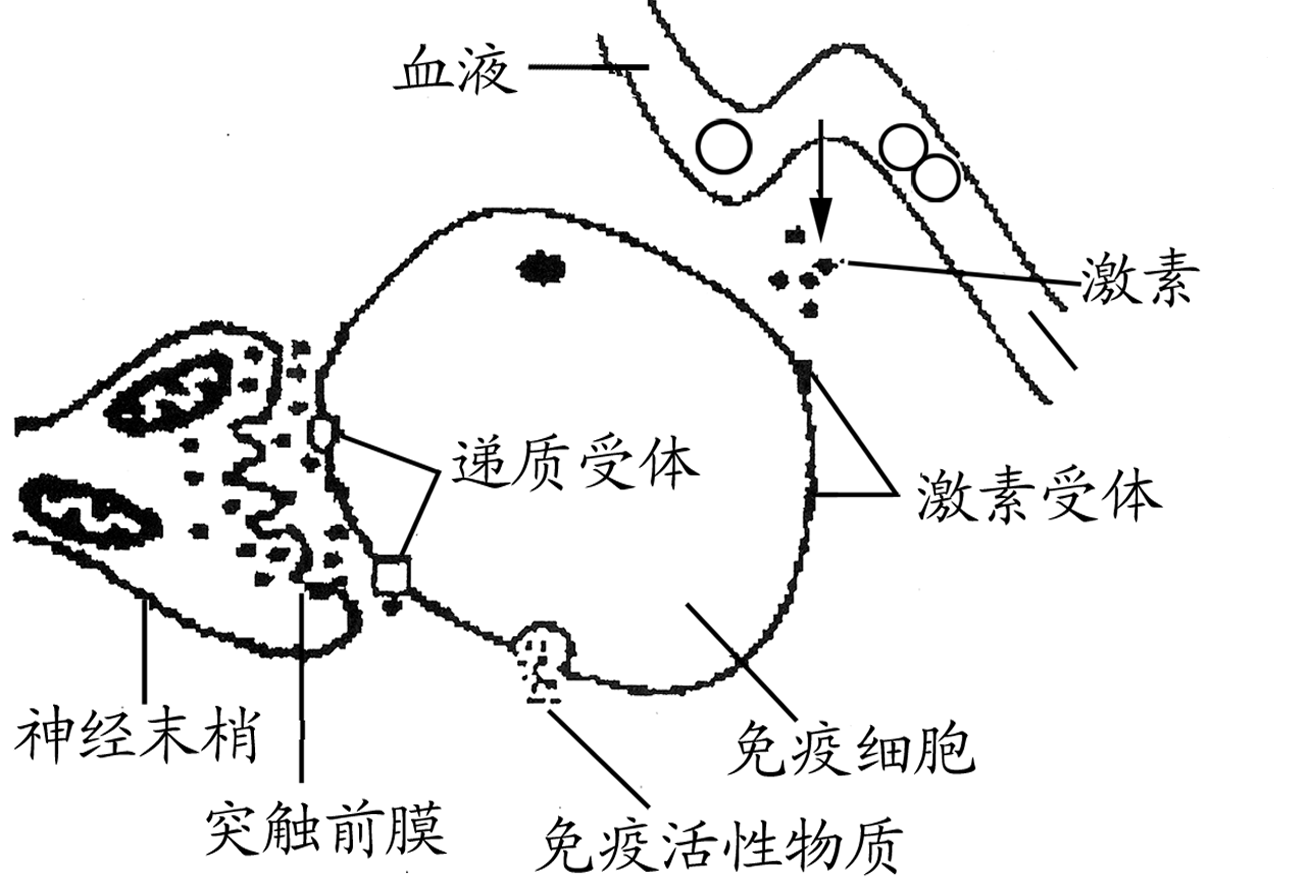 血液
激素
递质受体
激素受体
神经末梢
免疫细胞
突触前膜
免疫活性物质